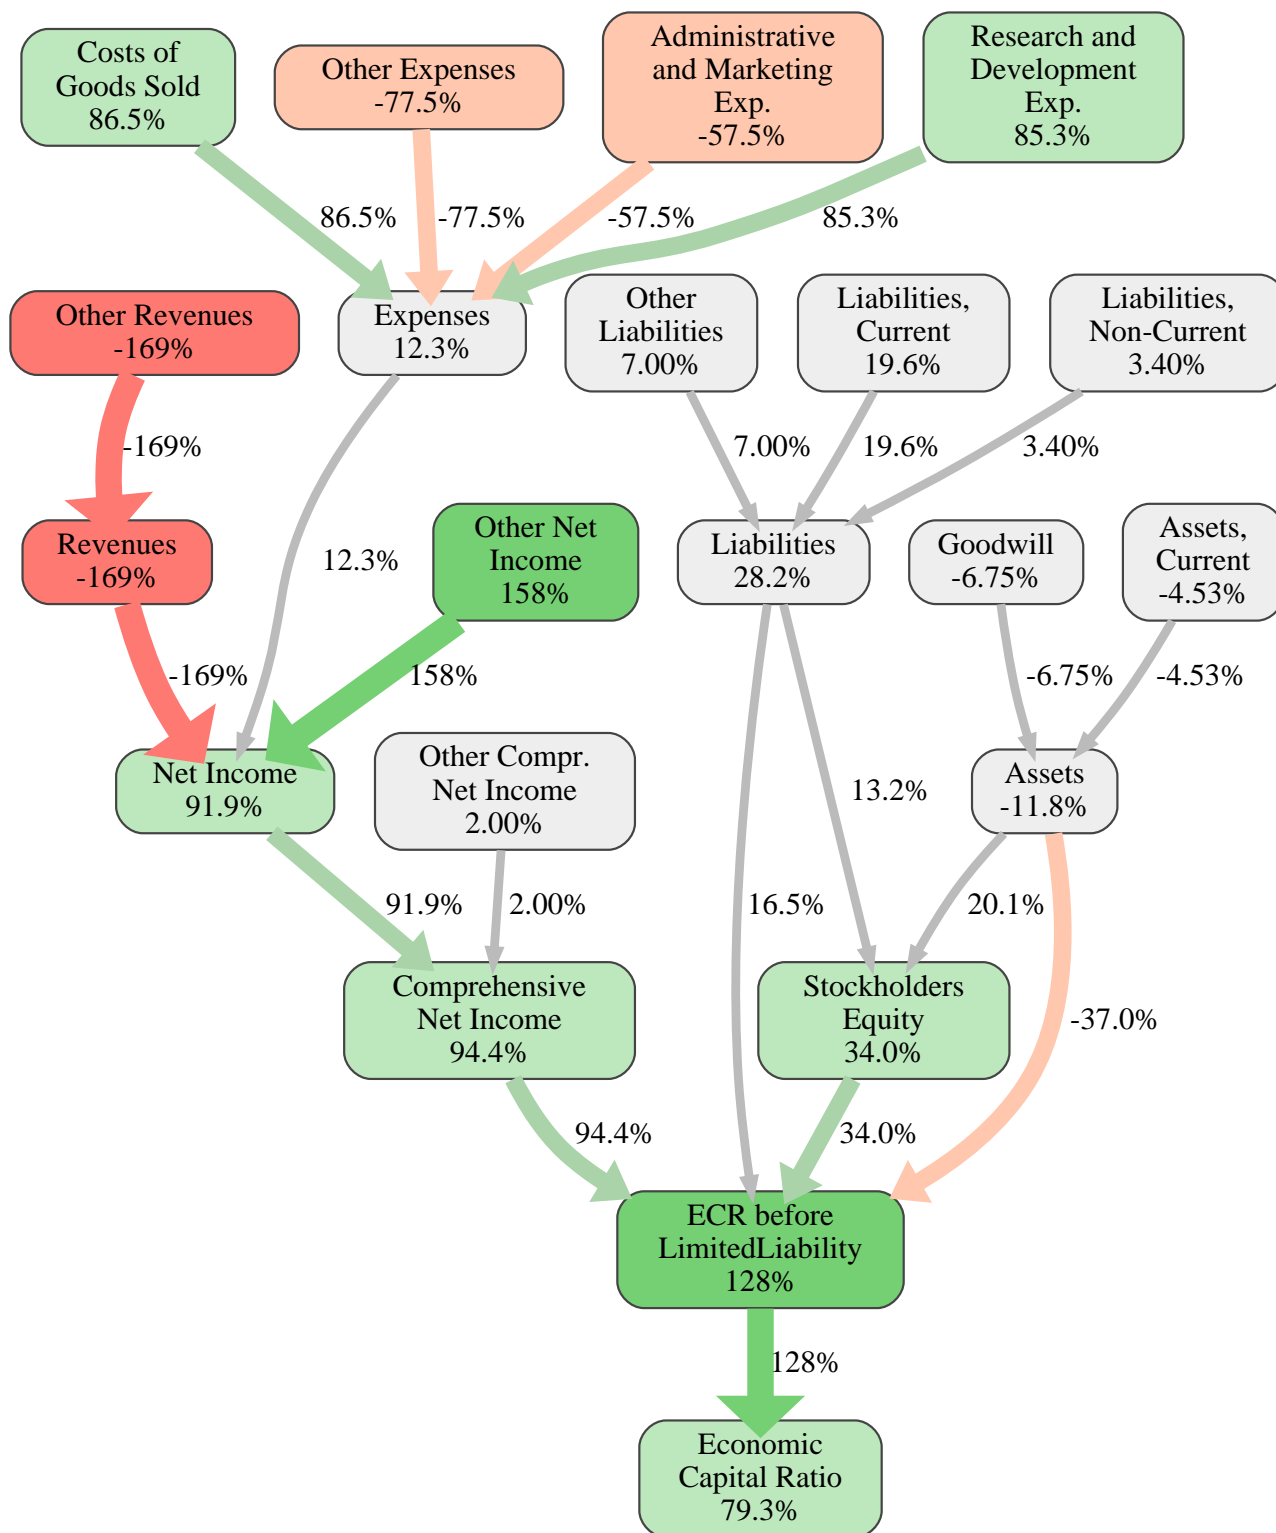 Costs of
Goods Sold
86.5%
Other Expenses
-77.5%
Administrative
and Marketing
Exp.
-57.5%
Research and
Development
Exp.
85.3%
86.5%
-77.5%
-57.5%
85.3%
Other Revenues
-169%
Expenses
12.3%
Other
Liabilities
7.00%
Liabilities,
Current
19.6%
Liabilities,
Non-Current
3.40%
-169%
7.00%
19.6%
3.40%
Revenues
-169%
12.3%
Other Net
Income
158%
Liabilities
28.2%
Goodwill
-6.75%
Assets,
Current
-4.53%
-169%
158%
-6.75%
-4.53%
Net Income
91.9%
Other Compr.
Net Income
2.00%
13.2%
Assets
-11.8%
91.9%
2.00%
16.5%
20.1%
Comprehensive
Net Income
94.4%
Stockholders
Equity
34.0%
-37.0%
94.4%
34.0%
ECR before
LimitedLiability
128%
128%
Economic
Capital Ratio
79.3%